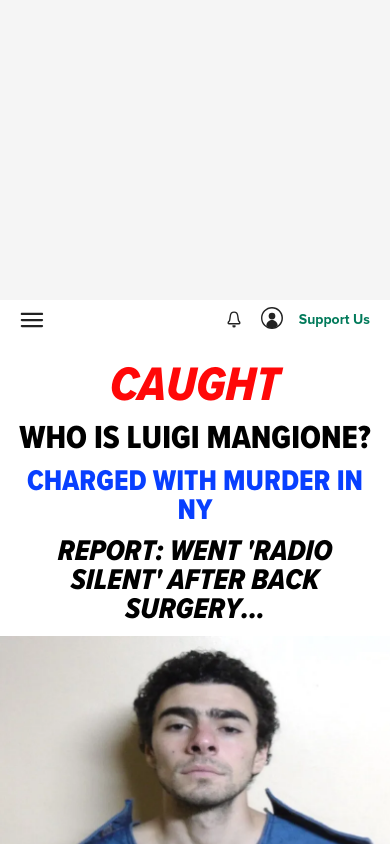 Support Us
CAUGHT
WHO IS LUIGI MANGIONE?
CHARGED WITH MURDER IN
NY
REPORT: WENT 'RADIO
SILENT' AFTER BACK
SURGERY...